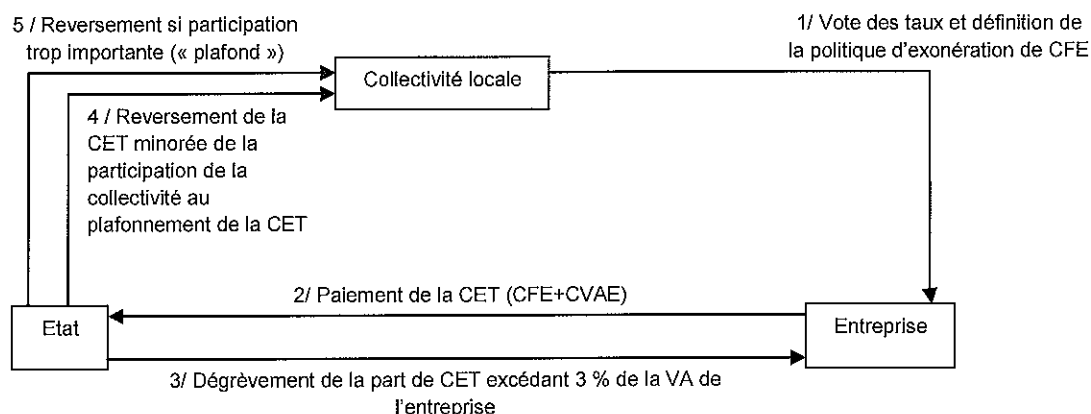 5 / Reversement si participation
trop importante (« plafond »)
1/ Vote des taux et définition de
la politique d'exonération de CFE
Collectivité locale
4 / Reversement de la
CET minorée de la
participation de la
collectivité au
plafonnement de la CET
2/ Paiement de la CET (CFE+CVAE)
Etat
Entreprise
3/ Dégrèvement de la part de CET excédant 3 % de la VA de
l'entreprise